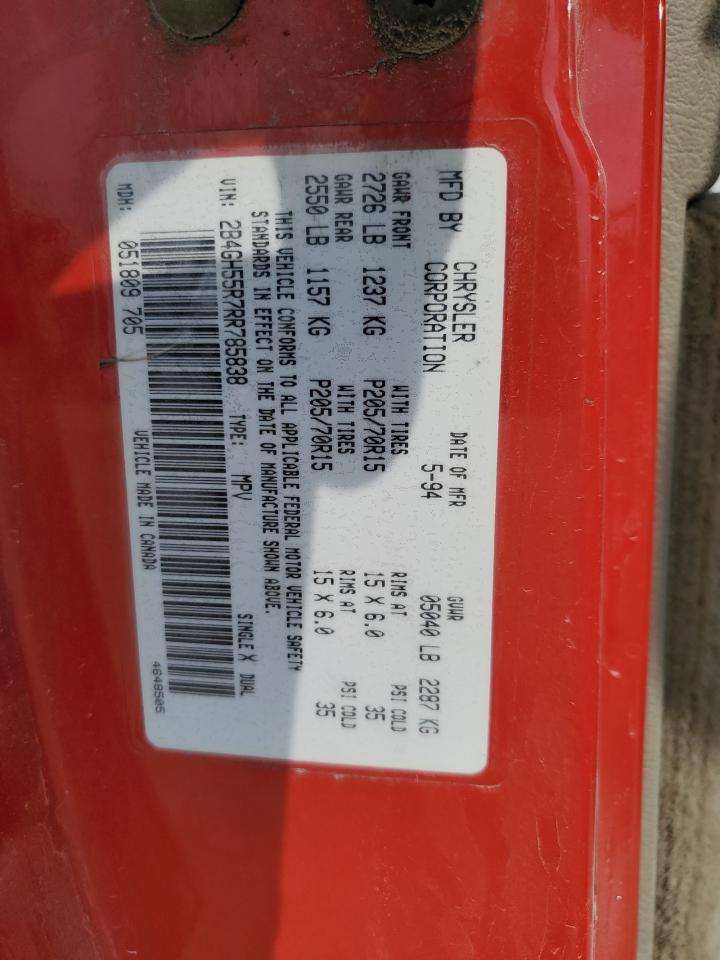 MFD BY CHRYSLER CORPORATION DATE OF MFR 5-94 GVWR 05040 LB 2287 KG
GAWR FRONT WITH TIRES RIMS AT PSI COLD
2726 LB 1237 KG P205/70R15 15 X 6.0 35
GAWR REAR WITH TIRES RIMS AT PSI COLD
2550 LB 1157 KG P205/70R15 15 X 6.0 35
THIS VEHICLE CONFORMS TO ALL APPLICABLE FEDERAL MOTOR VEHICLE SAFETY
STANDARDS IN EFFECT ON THE DATE OF MANUFACTURE SHOWN ABOVE.
VIN: 2B4GH55R7RR785838 TYPE: MPV SINGLE X DUAL
MDH: 051809 705 VEHICLE MADE IN CANADA 4648505